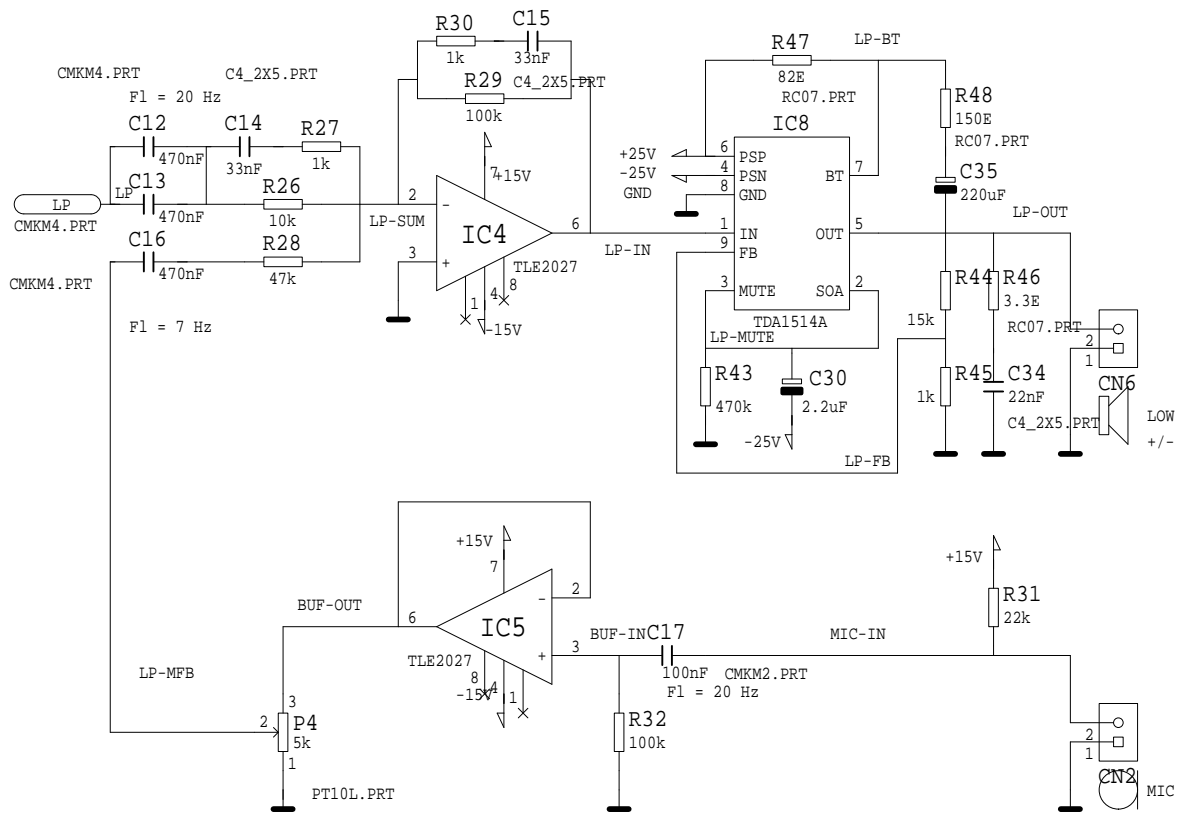 R30
C15
1k
33nF
R29
C4_2X5.PRT
100k
CMKM4.PRT
C4_2X5.PRT
Fl = 20 Hz
C12
C14
R27
470nF
33nF
1k
LP
LP
C13
R26
470nF
10k
CMKM4.PRT
C16
R28
470nF
47k
CMKM4.PRT
Fl = 7 Hz
LP-SUM
2
3
7
+15V
IC4
6
TLE2027
1
4
8
-15V
LP-IN
R47
82E
RC07.PRT
LP-BT
IC8
+25V
-25V
GND
6
4
8
PSP
PSN
GND
BT
7
1
9
IN
FB
OUT
5
3
MUTE
SOA
2
TDA1514A
LP-MUTE
R43
470k
C30
2.2uF
-25V
LP-FB
R48
150E
RC07.PRT
C35
220uF
LP-OUT
R44
15k
R46
3.3E
RC07.PRT
R45
1k
C34
22nF
C4_2X5.PRT
2
1
CN6
LOW
+/-
+15V
7
BUF-OUT
6
IC5
2
3
TLE2027
8
-15V
4
1
BUF-IN
C17
100nF
Fl = 20 Hz
CMKM2.PRT
MIC-IN
+15V
R31
22k
R32
100k
LP-MFB
3
2
P4
5k
1
PT10L.PRT
2
1
CN2
MIC